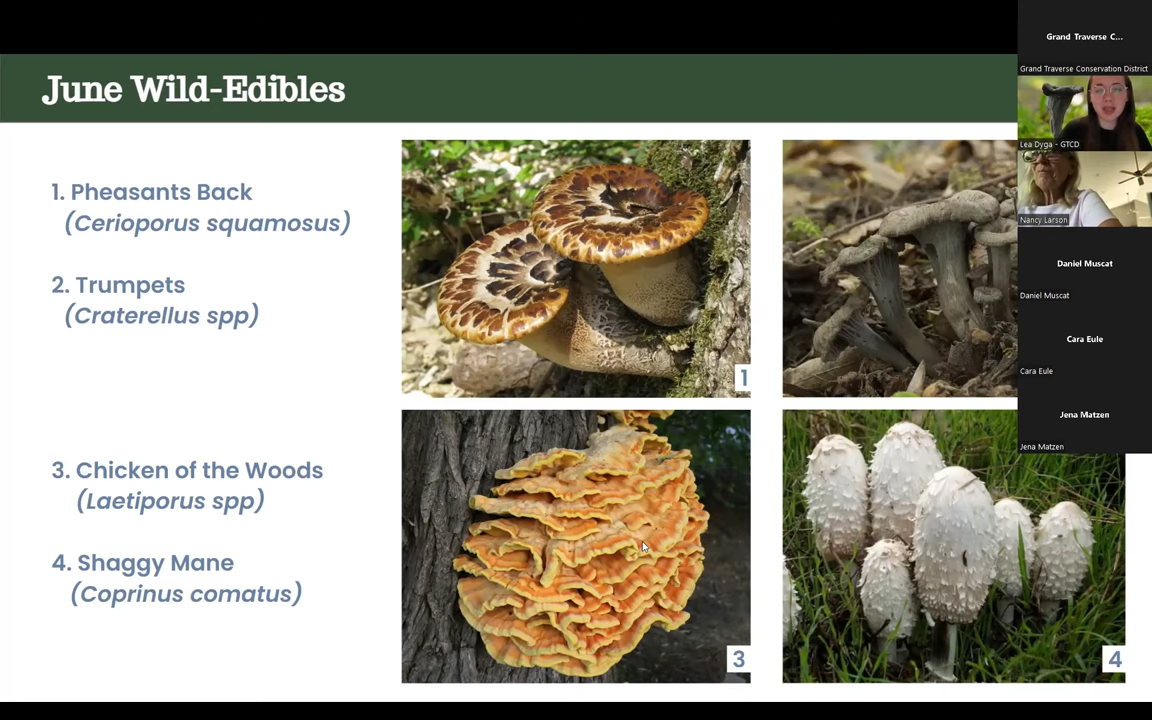 June Wild-Edibles
1. Pheasants Back
(Cerioporus squamosus)
2. Trumpets
(Craterellus spp)
3. Chicken of the Woods
(Laetiporus spp)
4. Shaggy Mane
(Coprinus comatus)
1
3
4
Grand Traverse C...
Grand Traverse Conservation District
Lea Dyga - GTCD
Nancy Larson
Daniel Muscat
Daniel Muscat
Cara Eule
Cara Eule
Jena Matzen
Jena Matzen